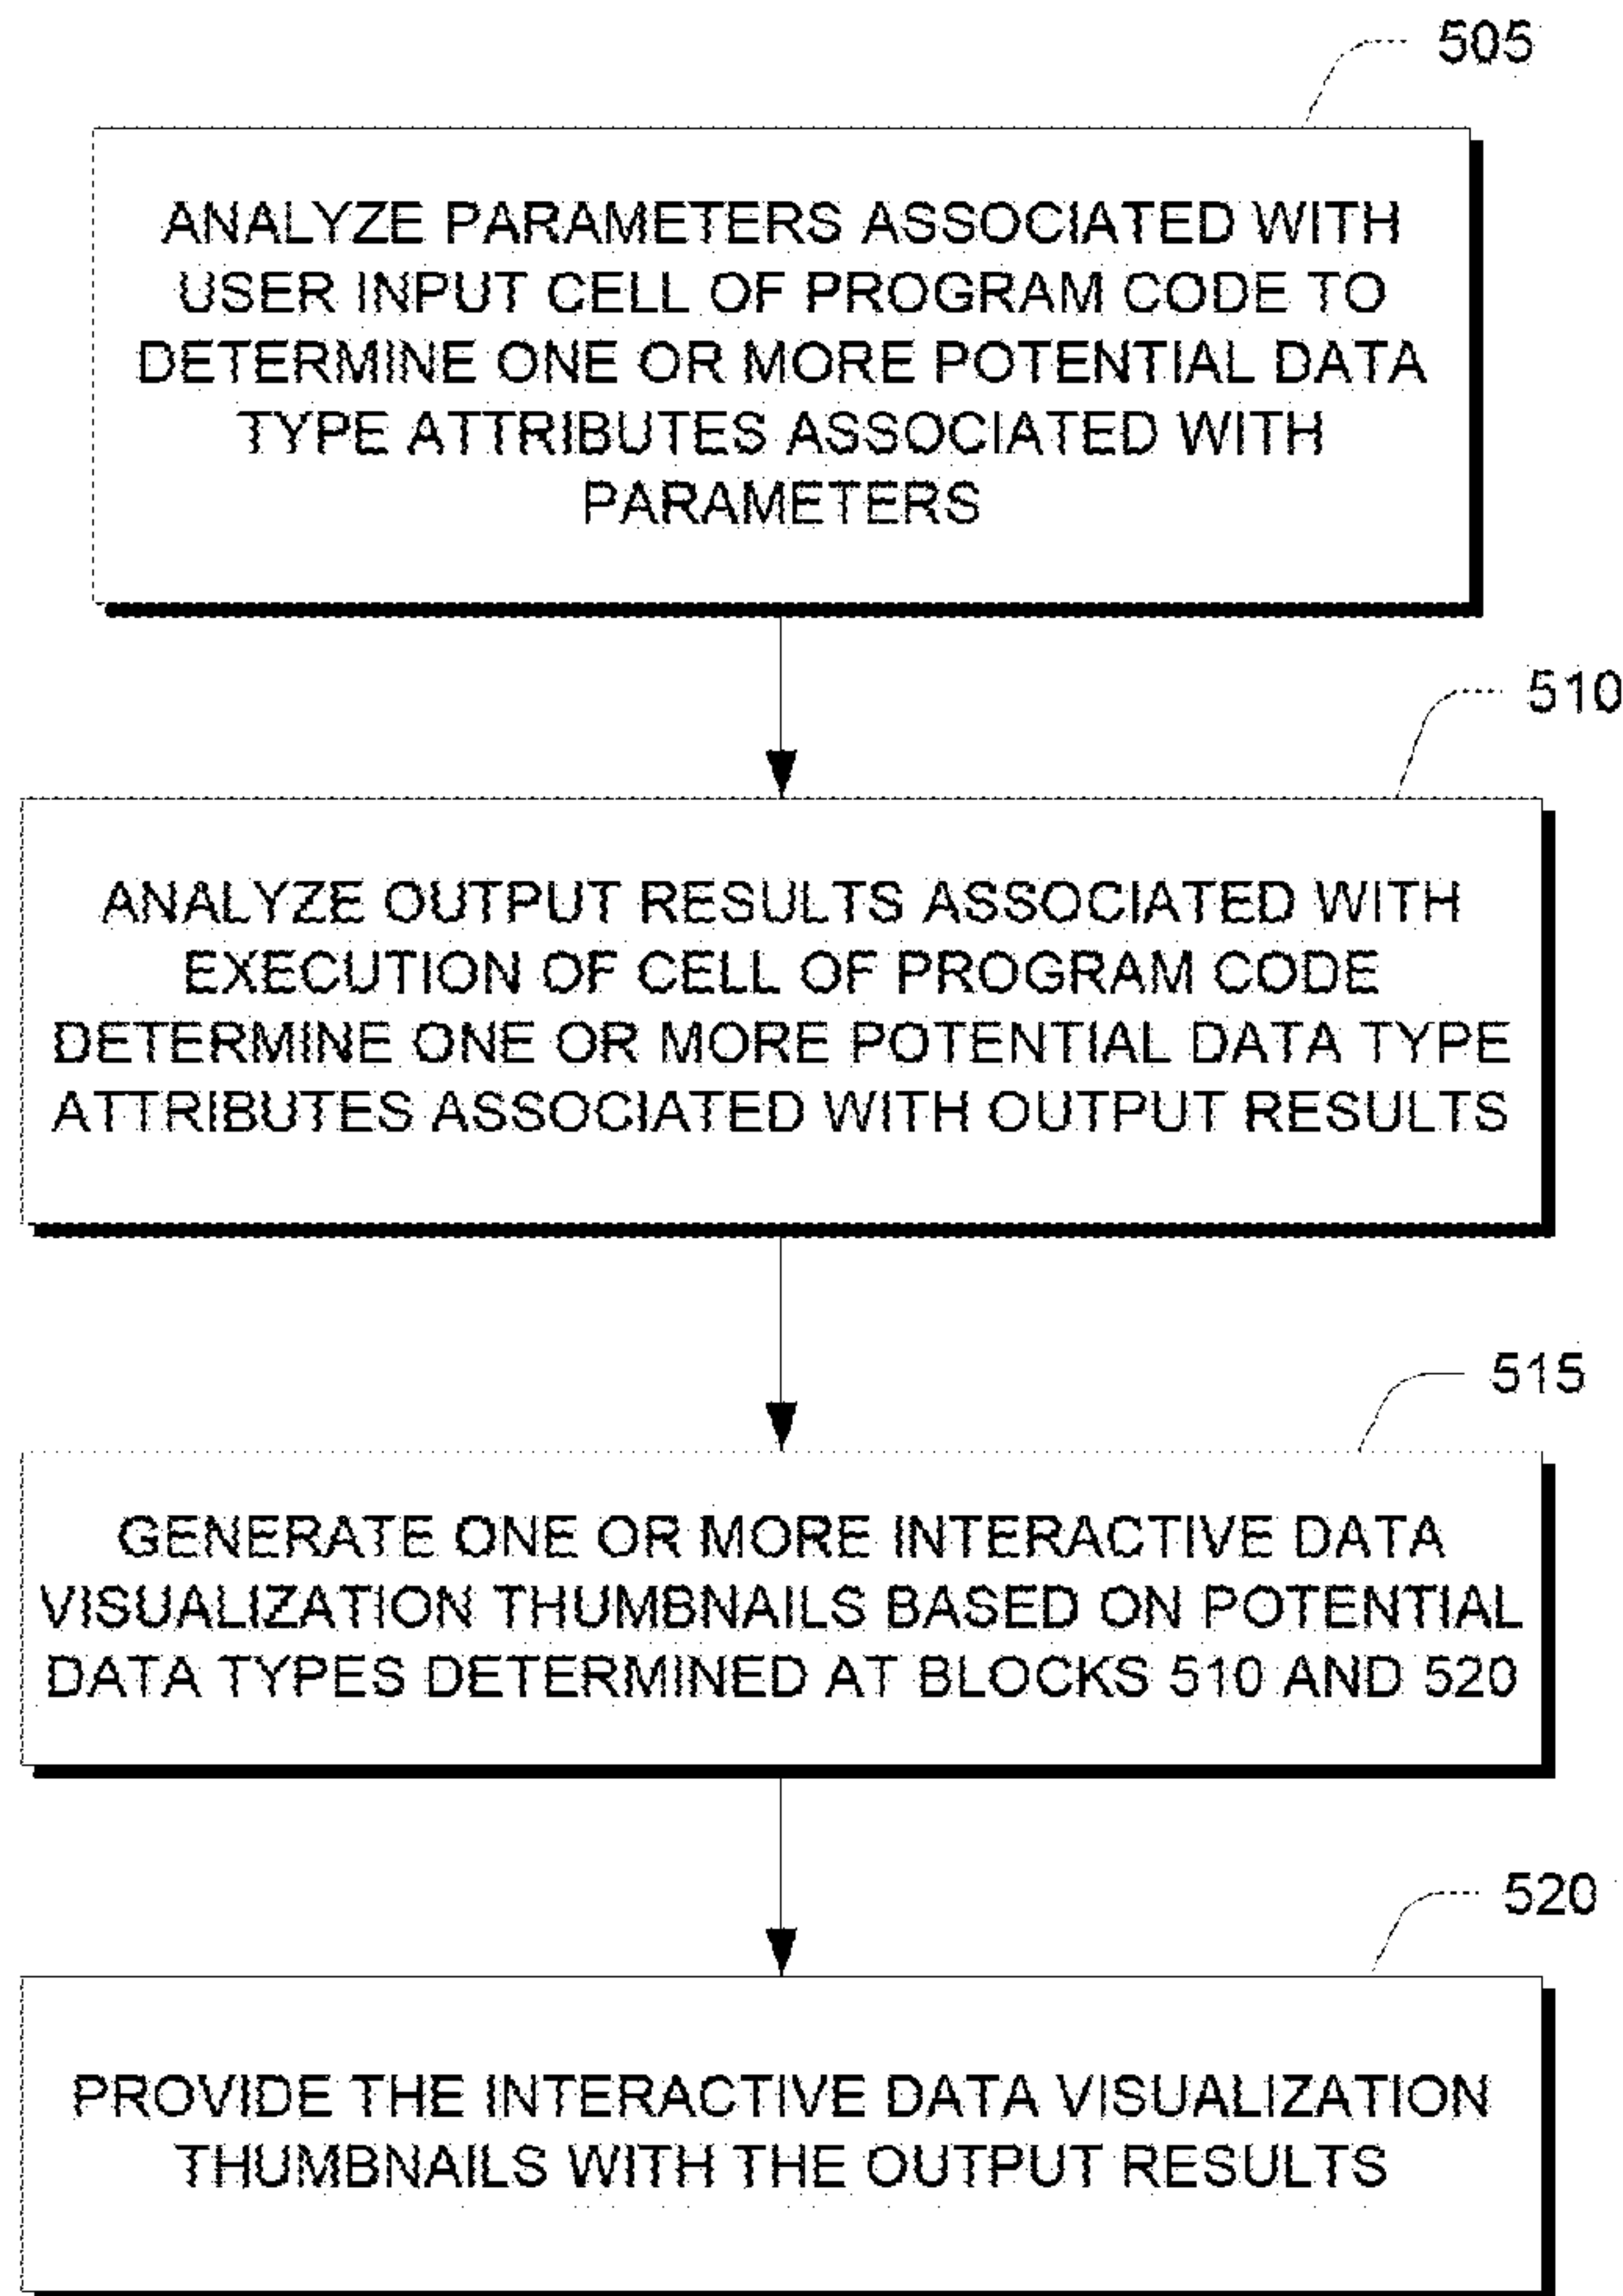 505
ANALYZE PARAMETERS ASSOCIATED WITH
USER INPUT CELL OF PROGRAM CODE TO
DETERMINE ONE OR MORE POTENTIAL DATA
TYPE ATTRIBUTES ASSOCIATED WITH
PARAMETERS
510
ANALYZE OUTPUT RESULTS ASSOCIATED WITH
EXECUTION OF CELL OF PROGRAM CODE
DETERMINE ONE OR MORE POTENTIAL DATA TYPE
ATTRIBUTES ASSOCIATED WITH OUTPUT RESULTS
515
GENERATE ONE OR MORE INTERACTIVE DATA
VISUALIZATION THUMBNAILS BASED ON POTENTIAL
DATA TYPES DETERMINED AT BLOCKS 510 AND 520
520
PROVIDE THE INTERACTIVE DATA VISUALIZATION
THUMBNAILS WITH THE OUTPUT RESULTS